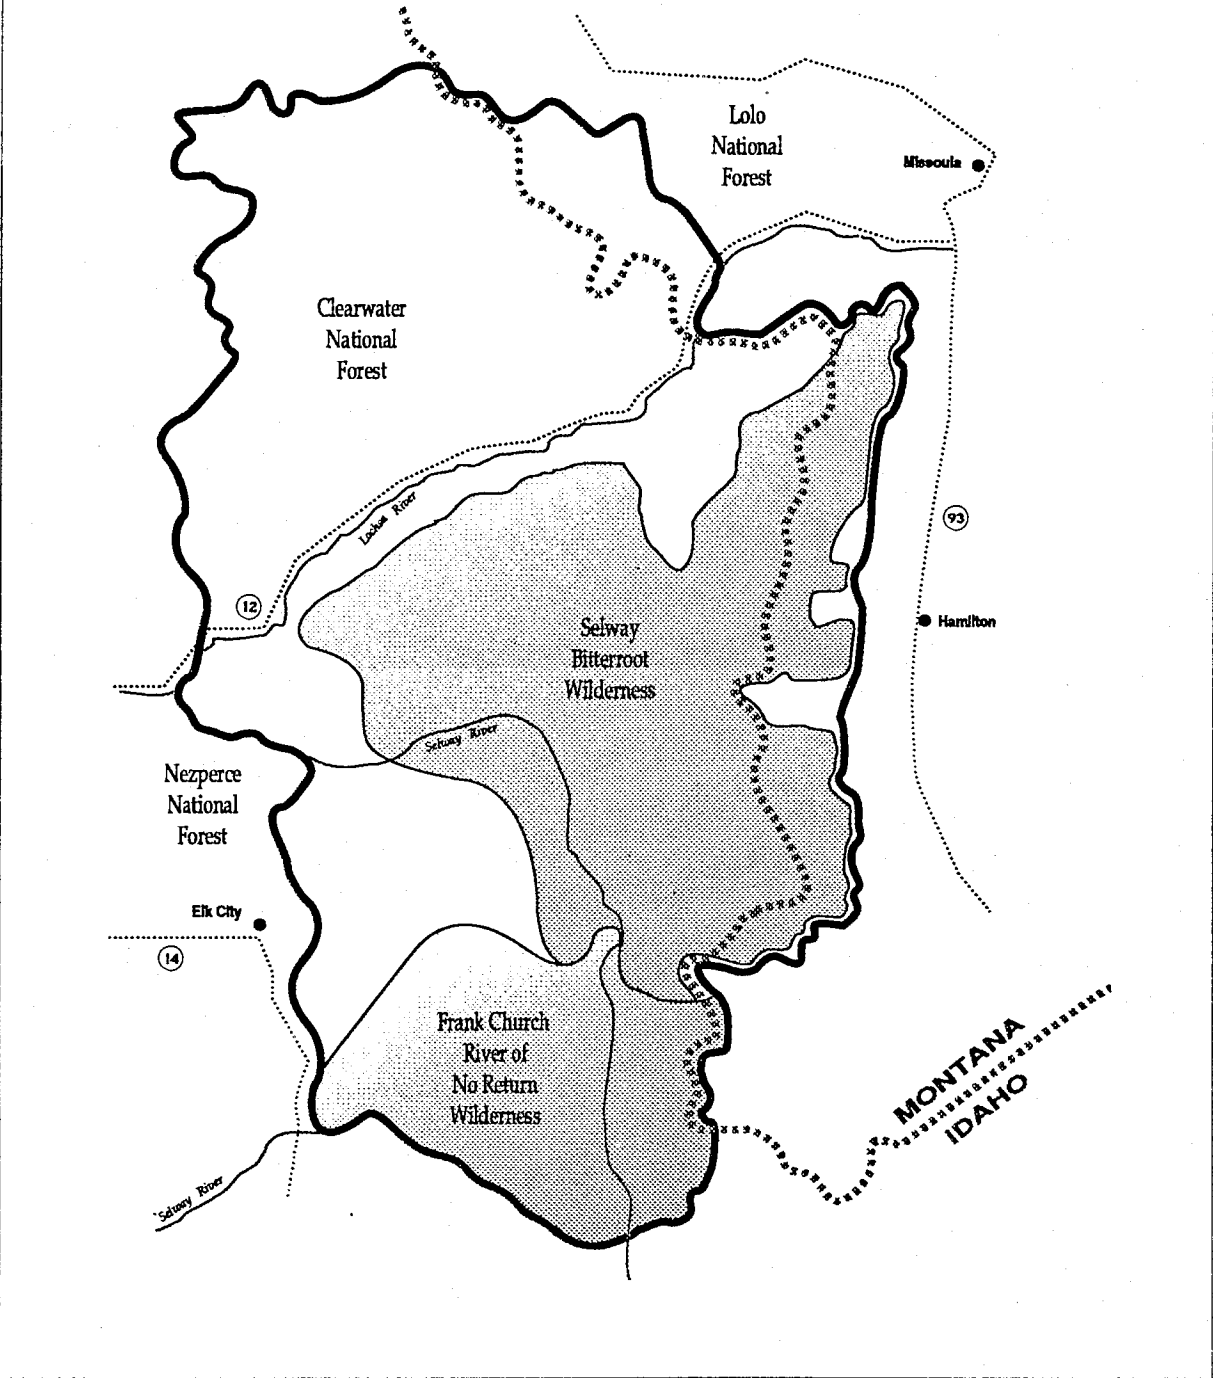 Lolo
National
Forest
Missoula
Clearwater
National
Forest
Lochsa River
93
12
Hamilton
Selway
Bitterroot
Wilderness
Selway River
Nezperce
National
Forest
Elk City
14
Frank Church
River of
No Return
Wilderness
MONTANA
IDAHO
Selway River